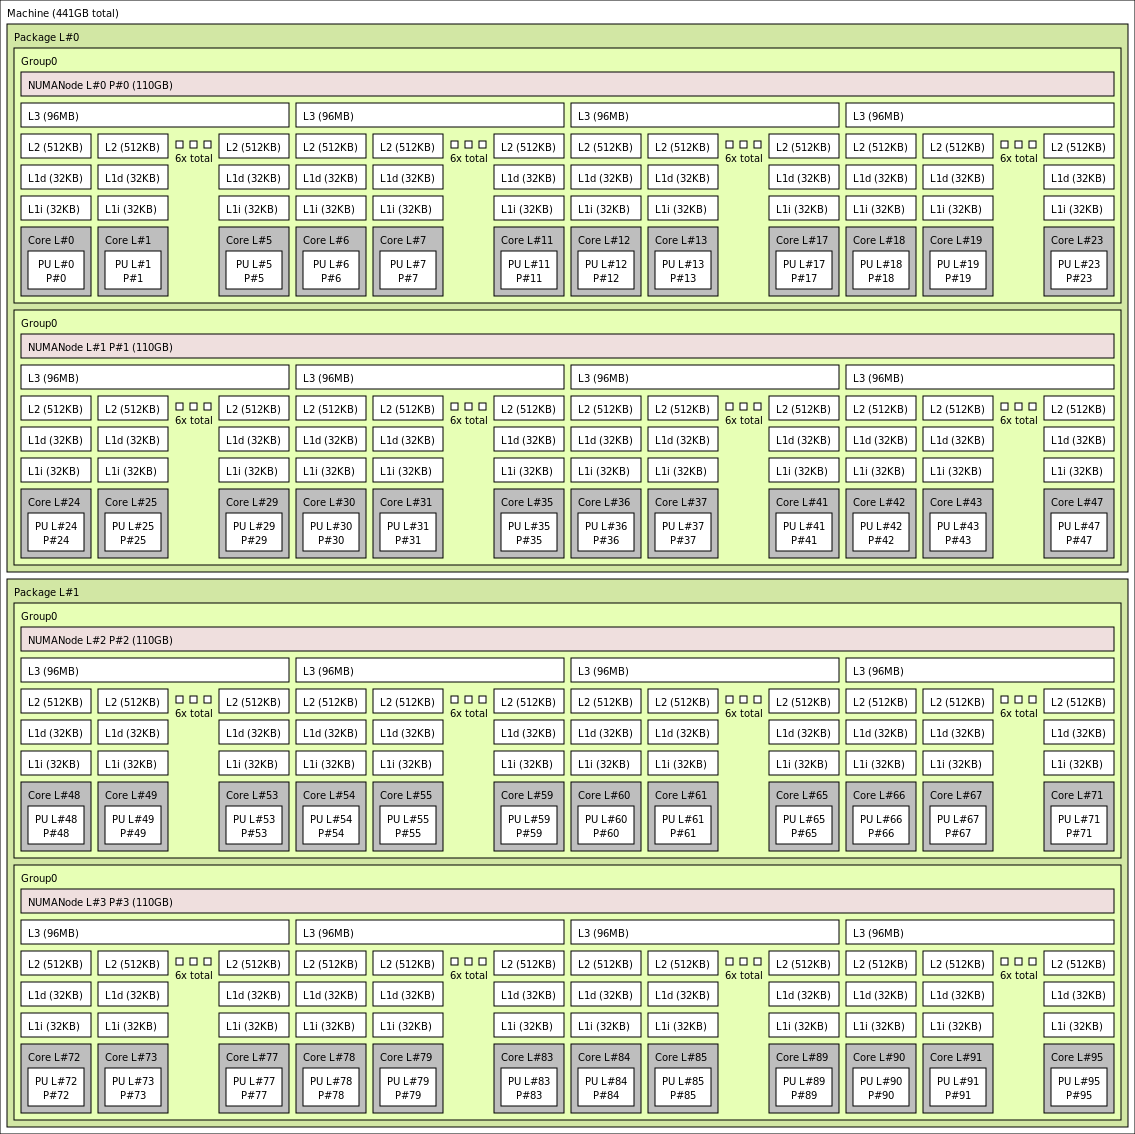 Machine (441GB total)
Package L#0
Group0
NUMANode L#0 P#0 (110GB)
L3 (96MB) L3 (96MB) L3 (96MB) L3 (96MB)
L2 (512KB) L2 (512KB) L2 (512KB) L2 (512KB) L2 (512KB) L2 (512KB) L2 (512KB) L2 (512KB) L2 (512KB) L2 (512KB) L2 (512KB) L2 (512KB)
6x total 6x total 6x total 6x total
L1d (32KB) L1d (32KB) L1d (32KB) L1d (32KB) L1d (32KB) L1d (32KB) L1d (32KB) L1d (32KB) L1d (32KB) L1d (32KB) L1d (32KB) L1d (32KB)
L1i (32KB) L1i (32KB) L1i (32KB) L1i (32KB) L1i (32KB) L1i (32KB) L1i (32KB) L1i (32KB) L1i (32KB) L1i (32KB) L1i (32KB) L1i (32KB)
Core L#0 Core L#1 Core L#5 Core L#6 Core L#7 Core L#11 Core L#12 Core L#13 Core L#17 Core L#18 Core L#19 Core L#23
PU L#0 PU L#1 PU L#5 PU L#6 PU L#7 PU L#11 PU L#12 PU L#13 PU L#17 PU L#18 PU L#19 PU L#23
P#0 P#1 P#5 P#6 P#7 P#11 P#12 P#13 P#17 P#18 P#19 P#23
Group0
NUMANode L#1 P#1 (110GB)
L3 (96MB) L3 (96MB) L3 (96MB) L3 (96MB)
L2 (512KB) L2 (512KB) L2 (512KB) L2 (512KB) L2 (512KB) L2 (512KB) L2 (512KB) L2 (512KB) L2 (512KB) L2 (512KB) L2 (512KB) L2 (512KB)
6x total 6x total 6x total 6x total
L1d (32KB) L1d (32KB) L1d (32KB) L1d (32KB) L1d (32KB) L1d (32KB) L1d (32KB) L1d (32KB) L1d (32KB) L1d (32KB) L1d (32KB) L1d (32KB)
L1i (32KB) L1i (32KB) L1i (32KB) L1i (32KB) L1i (32KB) L1i (32KB) L1i (32KB) L1i (32KB) L1i (32KB) L1i (32KB) L1i (32KB) L1i (32KB)
Core L#24 Core L#25 Core L#29 Core L#30 Core L#31 Core L#35 Core L#36 Core L#37 Core L#41 Core L#42 Core L#43 Core L#47
PU L#24 PU L#25 PU L#29 PU L#30 PU L#31 PU L#35 PU L#36 PU L#37 PU L#41 PU L#42 PU L#43 PU L#47
P#24 P#25 P#29 P#30 P#31 P#35 P#36 P#37 P#41 P#42 P#43 P#47
Package L#1
Group0
NUMANode L#2 P#2 (110GB)
L3 (96MB) L3 (96MB) L3 (96MB) L3 (96MB)
L2 (512KB) L2 (512KB) L2 (512KB) L2 (512KB) L2 (512KB) L2 (512KB) L2 (512KB) L2 (512KB) L2 (512KB) L2 (512KB) L2 (512KB) L2 (512KB)
6x total 6x total 6x total 6x total
L1d (32KB) L1d (32KB) L1d (32KB) L1d (32KB) L1d (32KB) L1d (32KB) L1d (32KB) L1d (32KB) L1d (32KB) L1d (32KB) L1d (32KB) L1d (32KB)
L1i (32KB) L1i (32KB) L1i (32KB) L1i (32KB) L1i (32KB) L1i (32KB) L1i (32KB) L1i (32KB) L1i (32KB) L1i (32KB) L1i (32KB) L1i (32KB)
Core L#48 Core L#49 Core L#53 Core L#54 Core L#55 Core L#59 Core L#60 Core L#61 Core L#65 Core L#66 Core L#67 Core L#71
PU L#48 PU L#49 PU L#53 PU L#54 PU L#55 PU L#59 PU L#60 PU L#61 PU L#65 PU L#66 PU L#67 PU L#71
P#48 P#49 P#53 P#54 P#55 P#59 P#60 P#61 P#65 P#66 P#67 P#71
Group0
NUMANode L#3 P#3 (110GB)
L3 (96MB) L3 (96MB) L3 (96MB) L3 (96MB)
L2 (512KB) L2 (512KB) L2 (512KB) L2 (512KB) L2 (512KB) L2 (512KB) L2 (512KB) L2 (512KB) L2 (512KB) L2 (512KB) L2 (512KB) L2 (512KB)
6x total 6x total 6x total 6x total
L1d (32KB) L1d (32KB) L1d (32KB) L1d (32KB) L1d (32KB) L1d (32KB) L1d (32KB) L1d (32KB) L1d (32KB) L1d (32KB) L1d (32KB) L1d (32KB)
L1i (32KB) L1i (32KB) L1i (32KB) L1i (32KB) L1i (32KB) L1i (32KB) L1i (32KB) L1i (32KB) L1i (32KB) L1i (32KB) L1i (32KB) L1i (32KB)
Core L#72 Core L#73 Core L#77 Core L#78 Core L#79 Core L#83 Core L#84 Core L#85 Core L#89 Core L#90 Core L#91 Core L#95
PU L#72 PU L#73 PU L#77 PU L#78 PU L#79 PU L#83 PU L#84 PU L#85 PU L#89 PU L#90 PU L#91 PU L#95
P#72 P#73 P#77 P#78 P#79 P#83 P#84 P#85 P#89 P#90 P#91 P#95